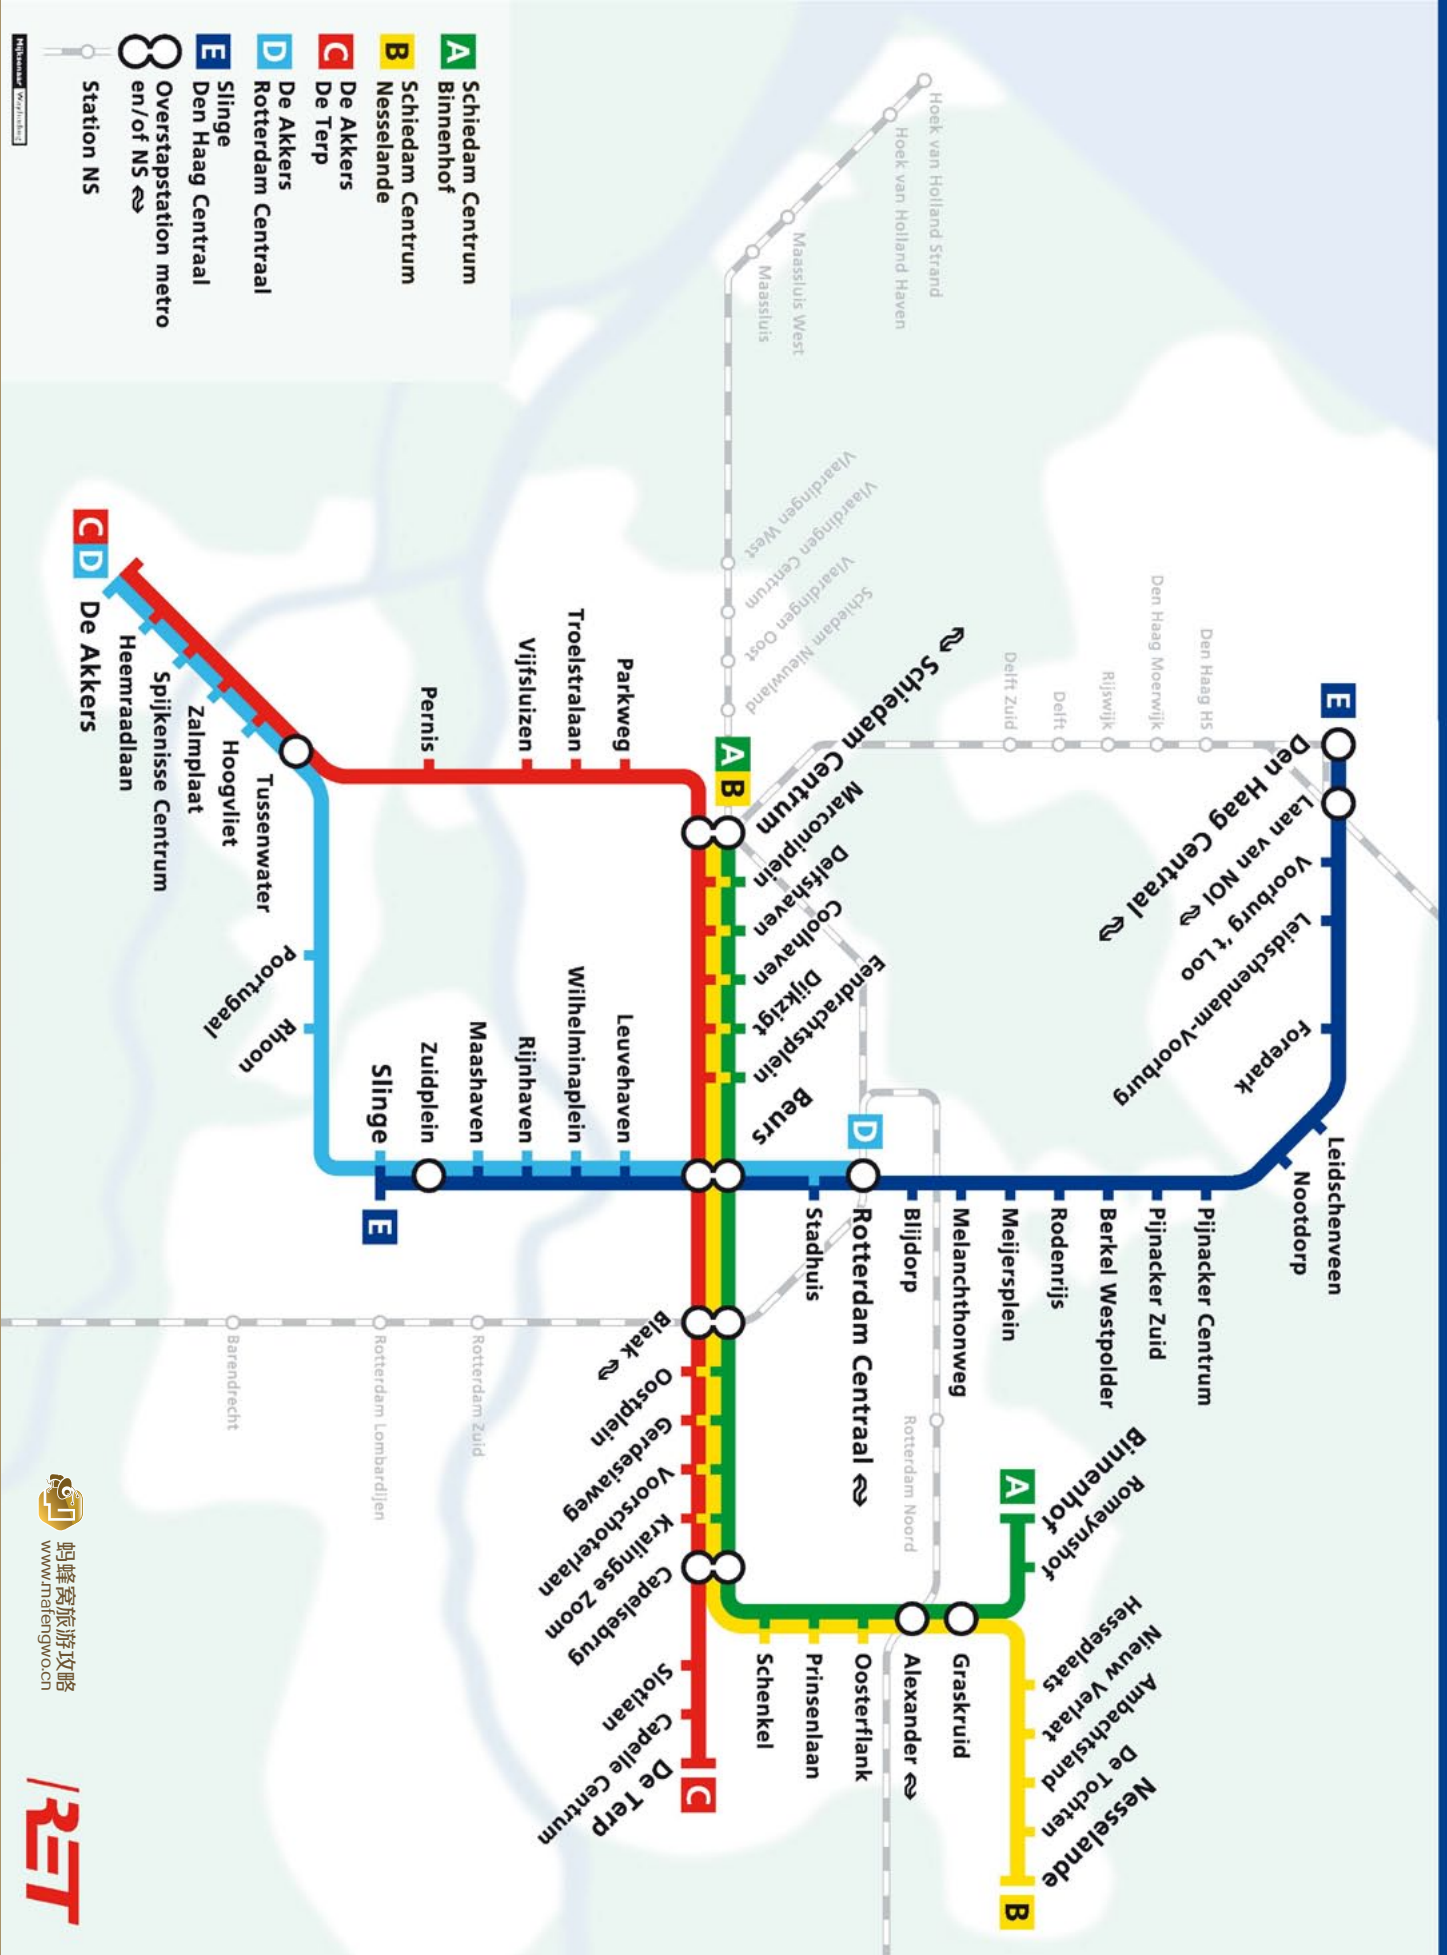 A
Schiedam Centrum
Binnenhof
B
Schiedam Centrum
Nesselande
C
De Akkers
De Terp
D
De Akkers
Rotterdam Centraal
E
Slinge
Den Haag Centraal
Overstapstation metro
en/of NS
Station NS
Hoek van Holland Strand
Hoek van Holland Haven
Maassluis West
Maassluis
Vlaardingen West
Vlaardingen Centrum
Vlaardingen Oost
Schiedam Nieuwland
Den Haag HS
Den Haag Moerwijk
Rijswijk
Delft
Delft Zuid
E
Den Haag Centraal
Laan van NOI
Voorburg 't Loo
Leidschendam-Voorburg
Forepark
Leidschenveen
Nootdorp
Pijnacker Centrum
Pijnacker Zuid
Berkel Westpolder
Rodenrijs
Meijersplein
Melanchthonweg
Blijdorp
D
Rotterdam Centraal
Stadhuis
A B
Schiedam Centrum
Marconiplein
Delfshaven
Coolhaven
Dijkzigt
Eendrachtsplein
Beurs
Parkweg
Troelstralaan
Vijfsluizen
Pernis
C D
De Akkers
Heemraadlaan
Spijkenisse Centrum
Zalmplaat
Hoogvliet
Tussenwater
Poortugaal
Rhoon
Leuvehaven
Wilhelminaplein
Rijnhaven
Maashaven
Zuidplein
Slinge
E
Blaak
Oostplein
Gerdesiaweg
Voorschoterlaan
Kralingse Zoom
Capelsebrug
Slotlaan
Capelle Centrum
De Terp
C
Rotterdam Noord
Rotterdam Zuid
Rotterdam Lombardijen
Barendrecht
A
Binnenhof
Romeynshof
Hesseplaats
Nieuw Verlaat
Ambachtsland
De Tochten
Nesselande
B
Graskruid
Alexander
Oosterflank
Prinsenlaan
Schenkel
蚂蜂窝旅游攻略
www.mafengwo.cn
RET